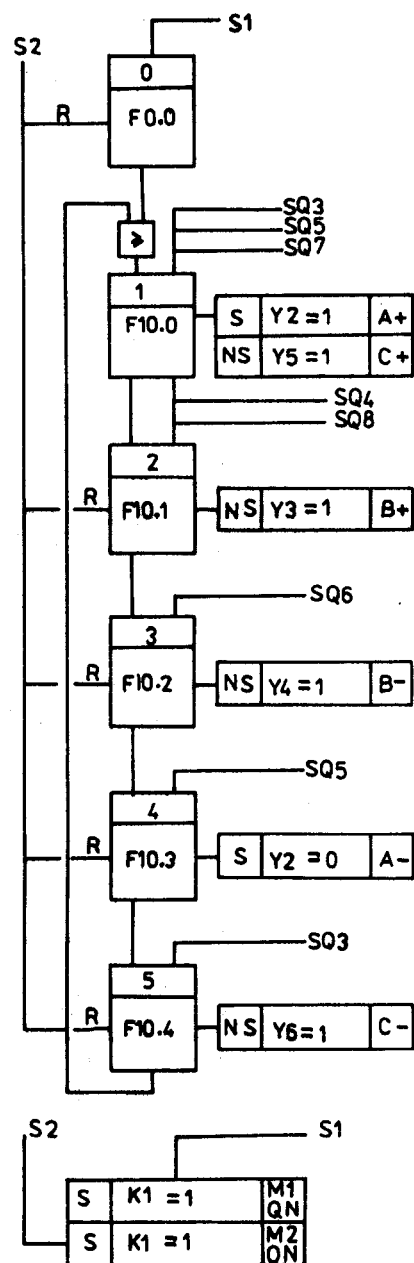 S1
S2
0
R
F0.0
≥
SQ3
SQ5
SQ7
1
F10.0
S Y2=1 A+
NS Y5=1 C+
SQ4
SQ8
2
R
F10.1
NS Y3=1 B+
SQ6
3
R
F10.2
NS Y4=1 B-
SQ5
4
R
F10.3
S Y2=0 A-
SQ3
5
R
F10.4
NS Y6=1 C-
S2
S1
S K1=1 M1
QN
S K1=1 M2
ON